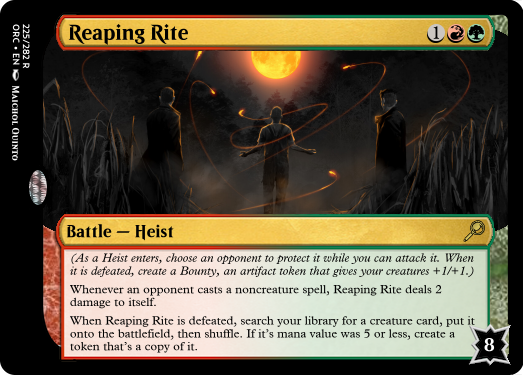 Reaping Rite
1
225/282 R
ORC • EN Maichol Quinto
Battle — Heist
(As a Heist enters, choose an opponent to protect it while you can attack it. When
it is defeated, create a Bounty, an artifact token that gives your creatures +1/+1.)
Whenever an opponent casts a noncreature spell, Reaping Rite deals 2
damage to itself.
When Reaping Rite is defeated, search your library for a creature card, put it
onto the battlefield, then shuffle. If it's mana value was 5 or less, create a
token that's a copy of it.
8